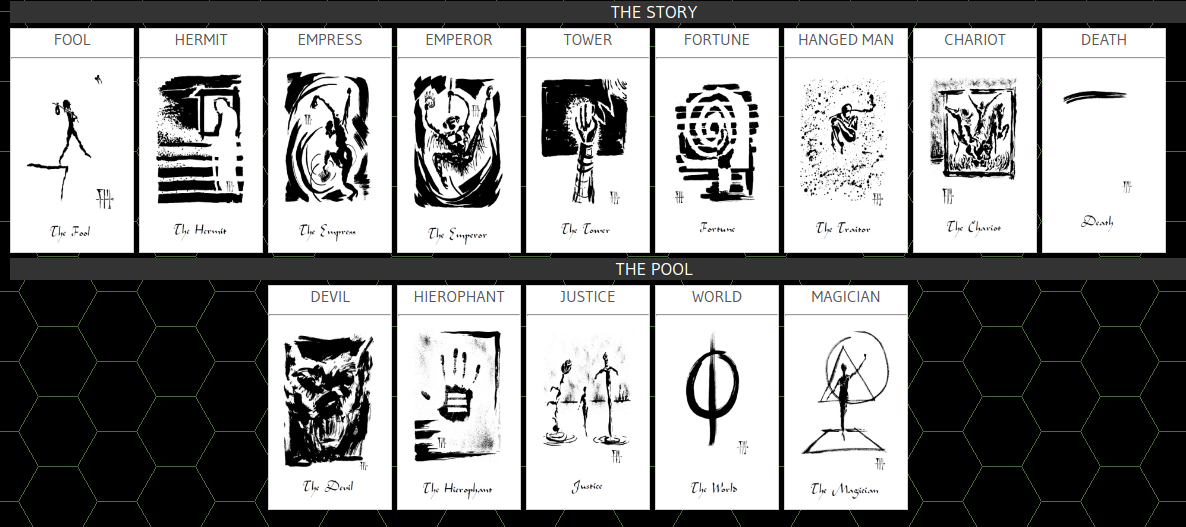 THE STORY
FOOL HERMIT EMPRESS EMPEROR TOWER FORTUNE HANGED MAN CHARIOT DEATH
The Fool The Hermit The Empress The Emperor The Tower Fortune The Traitor The Chariot Death
THE POOL
DEVIL HIEROPHANT JUSTICE WORLD MAGICIAN
The Devil The Hierophant Justice The World The Magician